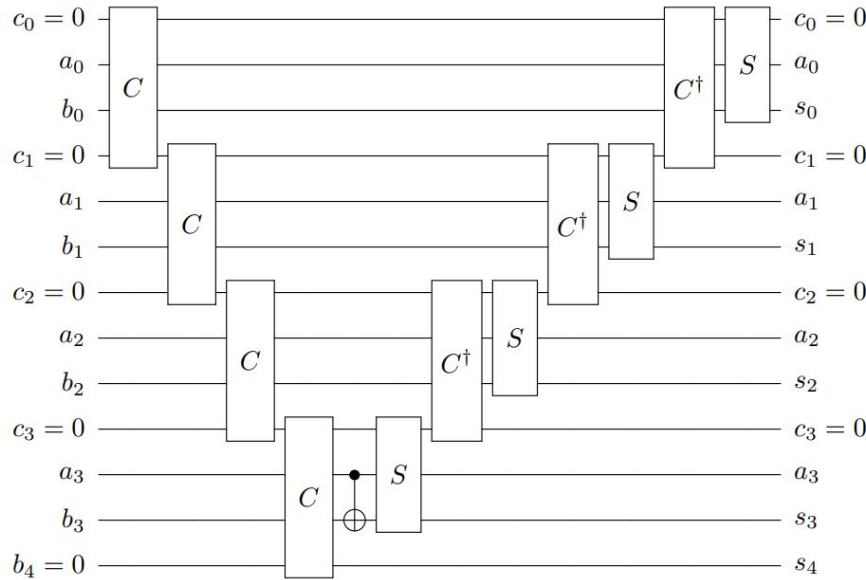 c₀ = 0 c₀ = 0
a₀ a₀
C C† S
b₀ s₀
c₁ = 0 c₁ = 0
a₁ a₁
C C† S
b₁ s₁
c₂ = 0 c₂ = 0
a₂ a₂
C C† S
b₂ s₂
c₃ = 0 c₃ = 0
a₃ a₃
C S
b₃ s₃
b₄ = 0 s₄